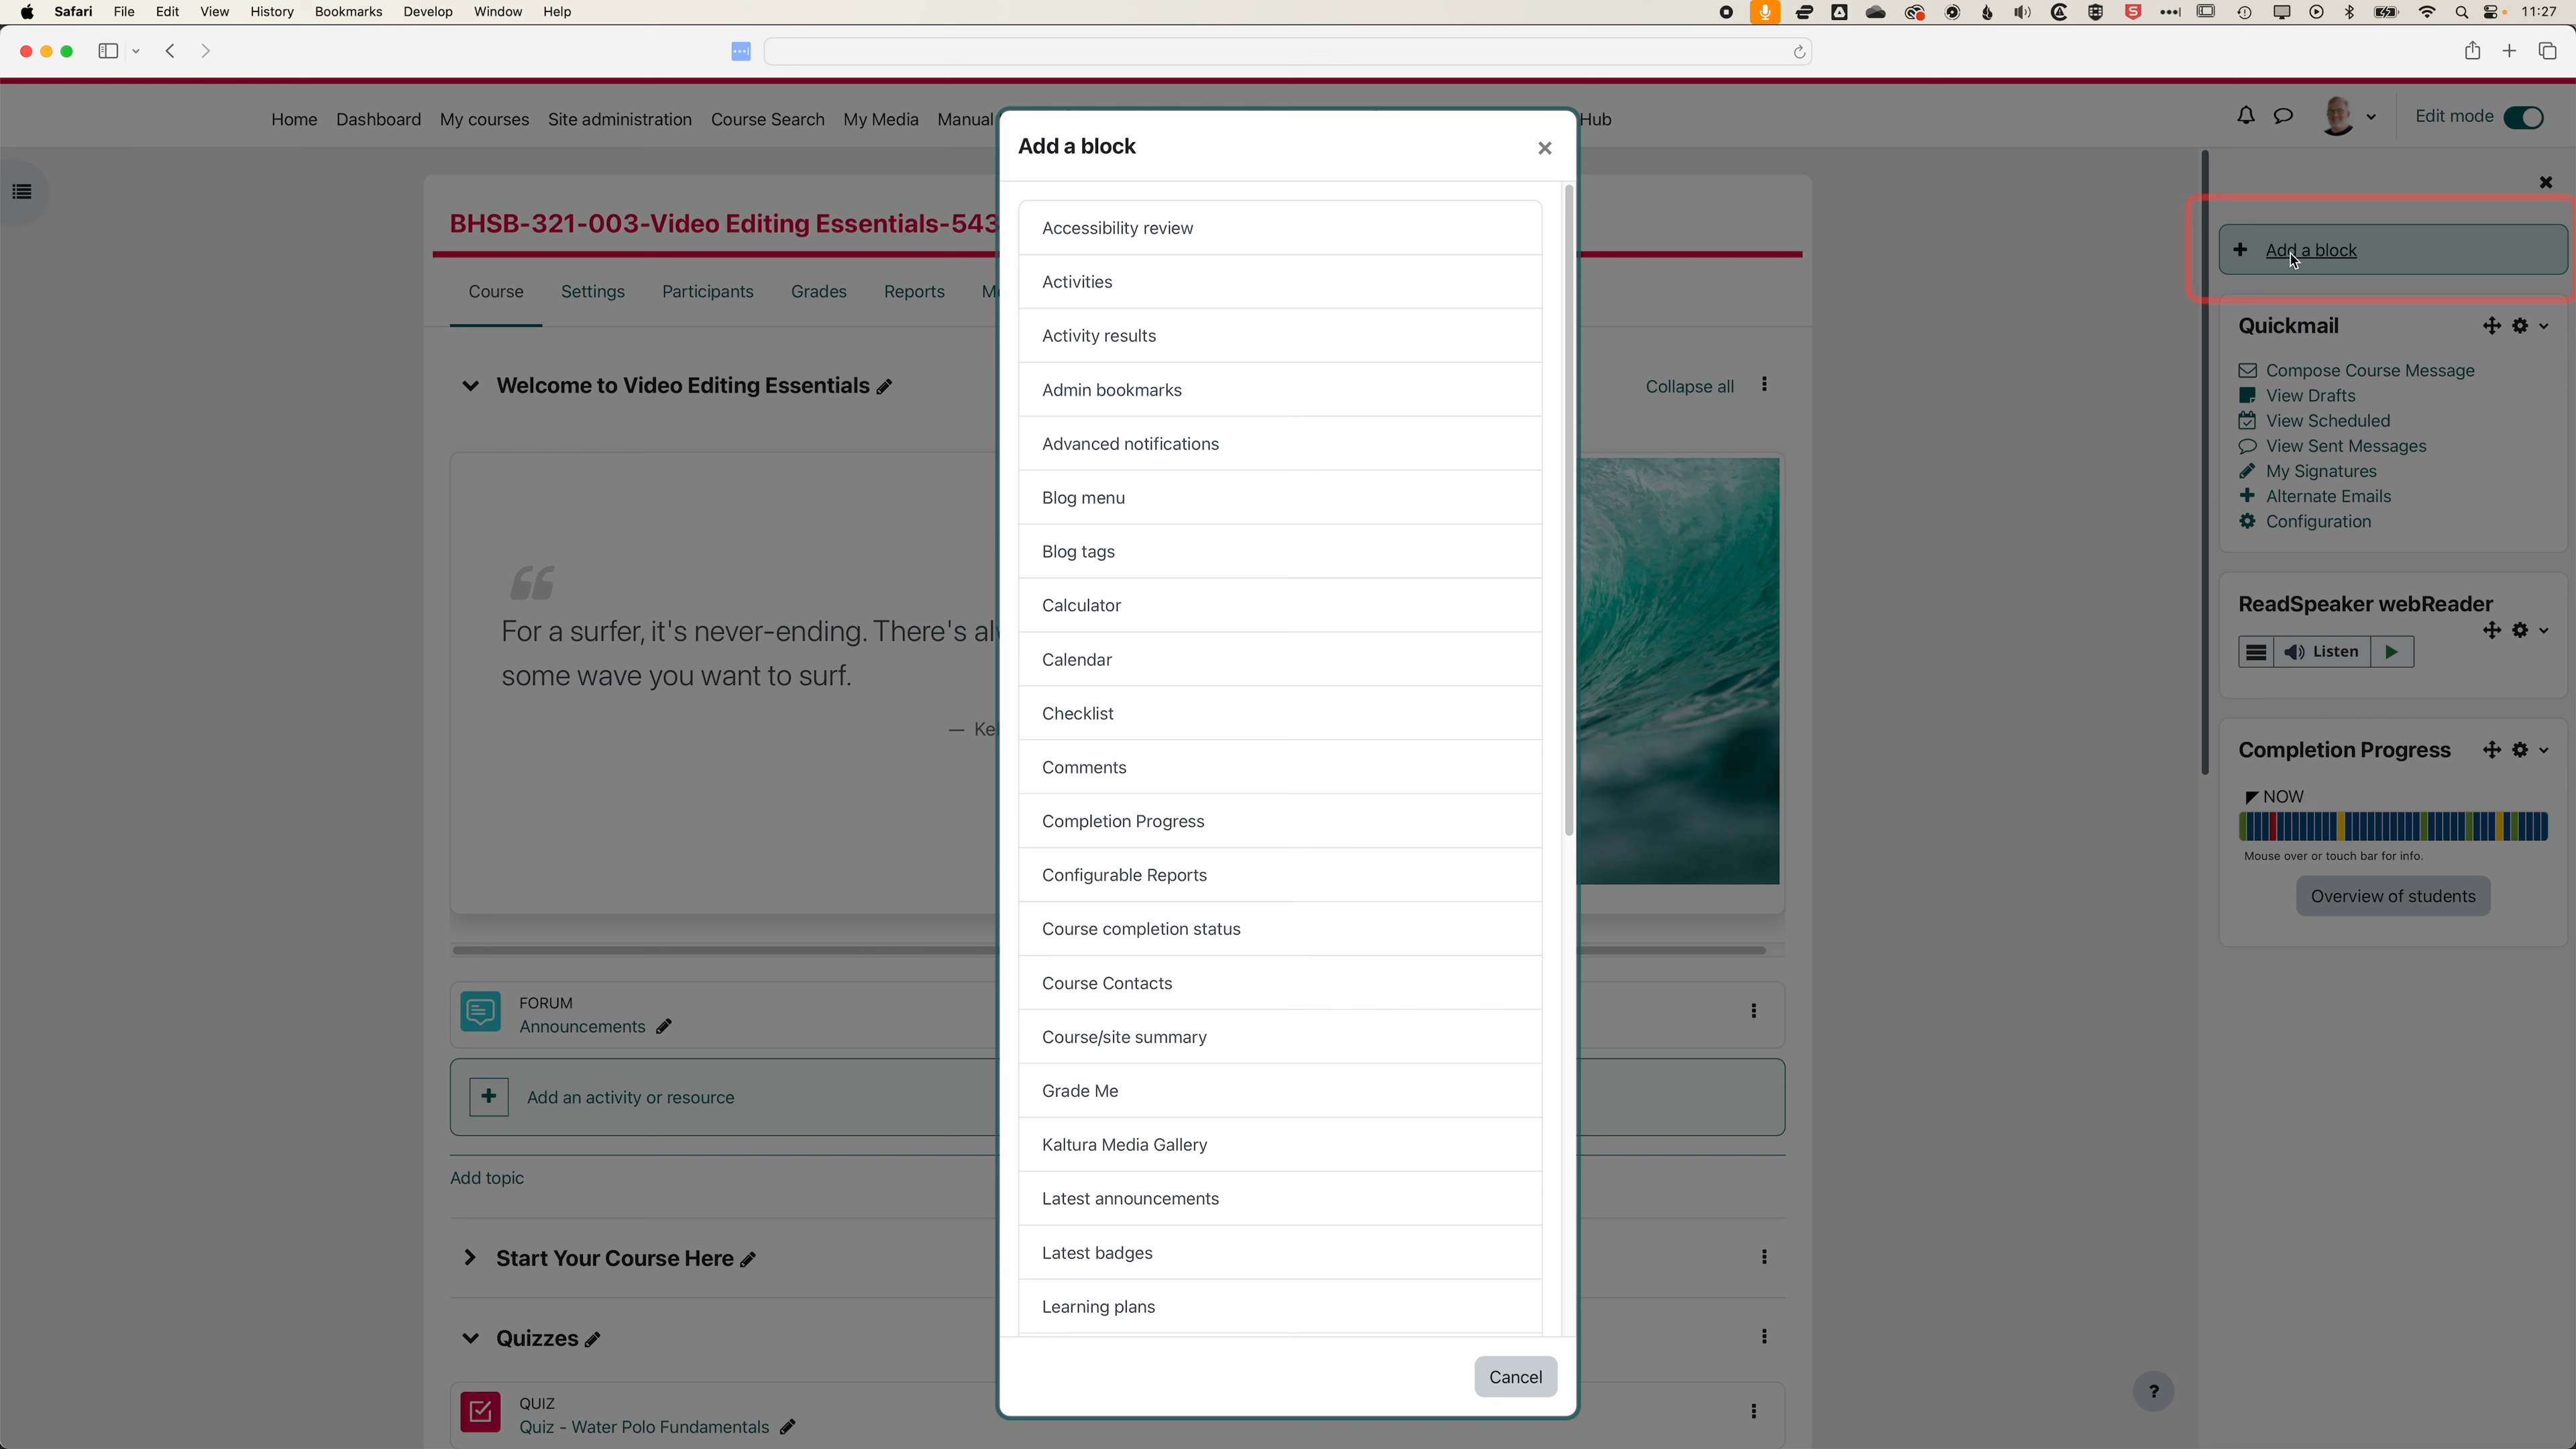 Safari File Edit View History Bookmarks Develop Window Help 11:27
Home Dashboard My courses Site administration Course Search My Media Manual Hub Edit mode
Add a block
BHSB-321-003-Video Editing Essentials-543
Course Settings Participants Grades Reports
Welcome to Video Editing Essentials
Collapse all
For a surfer, it's never-ending. There's
some wave you want to surf.
FORUM
Announcements
Add an activity or resource
Add topic
Start Your Course Here
Quizzes
QUIZ
Quiz - Water Polo Fundamentals
Accessibility review
Activities
Activity results
Admin bookmarks
Advanced notifications
Blog menu
Blog tags
Calculator
Calendar
Checklist
Comments
Completion Progress
Configurable Reports
Course completion status
Course Contacts
Course/site summary
Grade Me
Kaltura Media Gallery
Latest announcements
Latest badges
Learning plans
Cancel
Add a block
Quickmail
Compose Course Message
View Drafts
View Scheduled
View Sent Messages
My Signatures
Alternate Emails
Configuration
ReadSpeaker webReader
Listen
Completion Progress
NOW
Mouse over or touch bar for info.
Overview of students
?